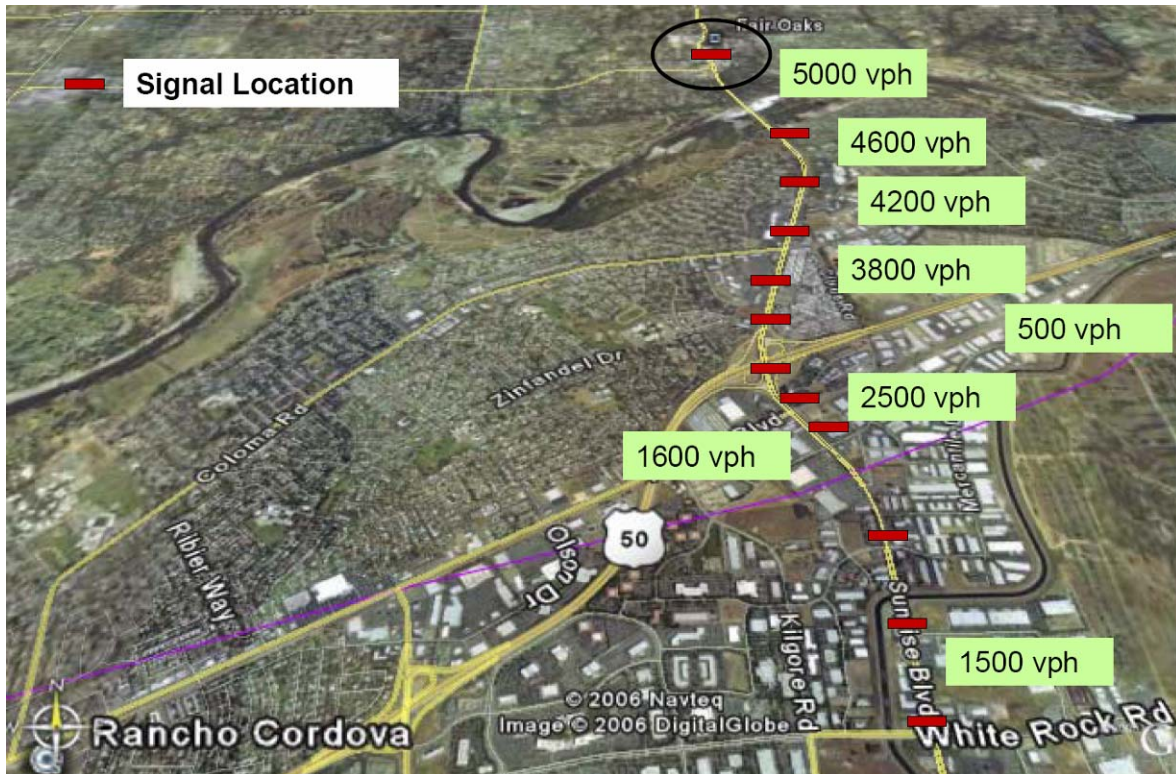 Fair Oaks
Signal Location
5000 vph
4600 vph
4200 vph
3800 vph
500 vph
Zinfandel Dr
2500 vph
Blvd
1600 vph
Coloma Rd
Mercantile
50
Olson Dr
Ribier Way
Sunrise Blvd
Kilgore Rd
1500 vph
N
© 2006 Navteq
Image © 2006 DigitalGlobe
Rancho Cordova
White Rock Rd